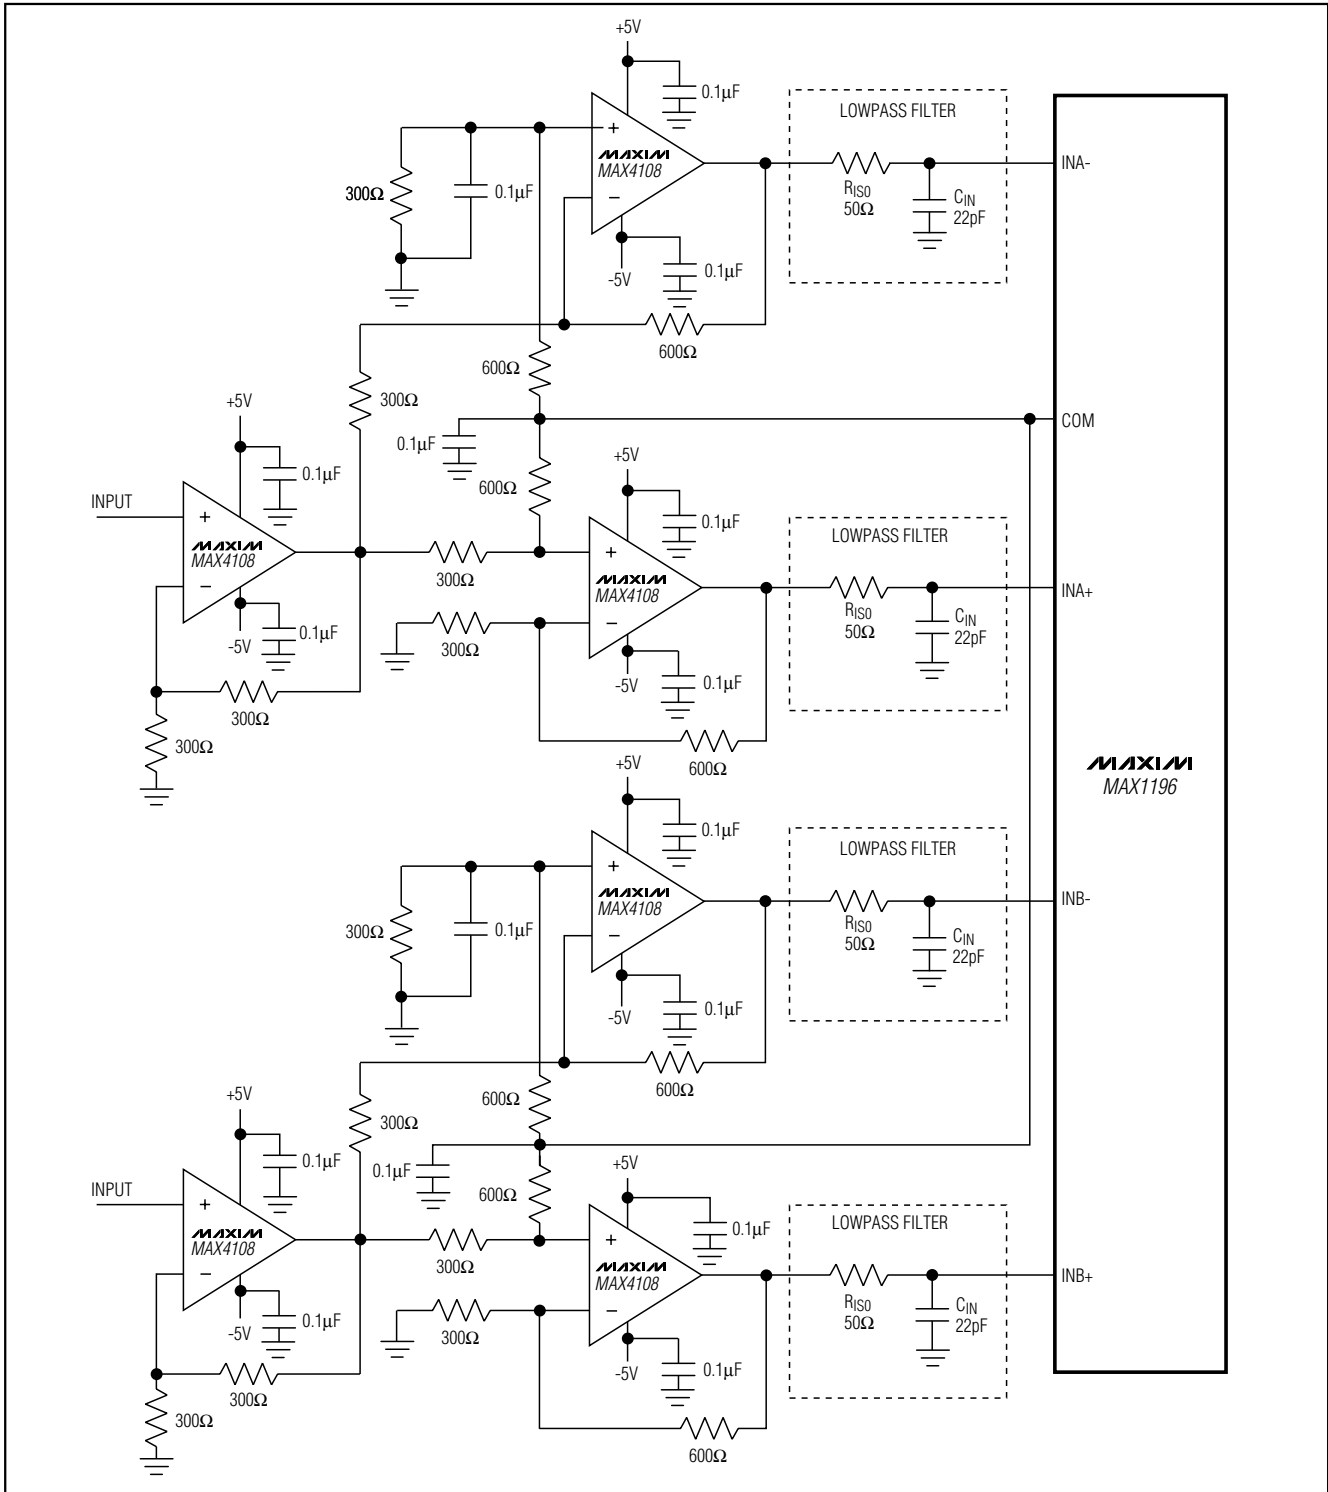 +5V
0.1μF
LOWPASS FILTER
MAXIM
MAX4108
+
−
300Ω
0.1μF
RISO
50Ω
CIN
22pF
INA-
-5V
0.1μF
600Ω
600Ω
300Ω
+5V
0.1μF
0.1μF
COM
600Ω
+5V
0.1μF
LOWPASS FILTER
INPUT
+
−
MAXIM
MAX4108
300Ω
+
−
MAXIM
MAX4108
RISO
50Ω
CIN
22pF
INA+
-5V
0.1μF
300Ω
-5V
0.1μF
300Ω
300Ω
600Ω
MAXIM
MAX1196
+5V
0.1μF
LOWPASS FILTER
+
−
MAXIM
MAX4108
300Ω
0.1μF
RISO
50Ω
CIN
22pF
INB-
-5V
0.1μF
600Ω
600Ω
300Ω
+5V
0.1μF
0.1μF
600Ω
+5V
0.1μF
LOWPASS FILTER
INPUT
+
−
MAXIM
MAX4108
300Ω
+
−
MAXIM
MAX4108
RISO
50Ω
CIN
22pF
INB+
-5V
0.1μF
300Ω
-5V
0.1μF
300Ω
300Ω
600Ω